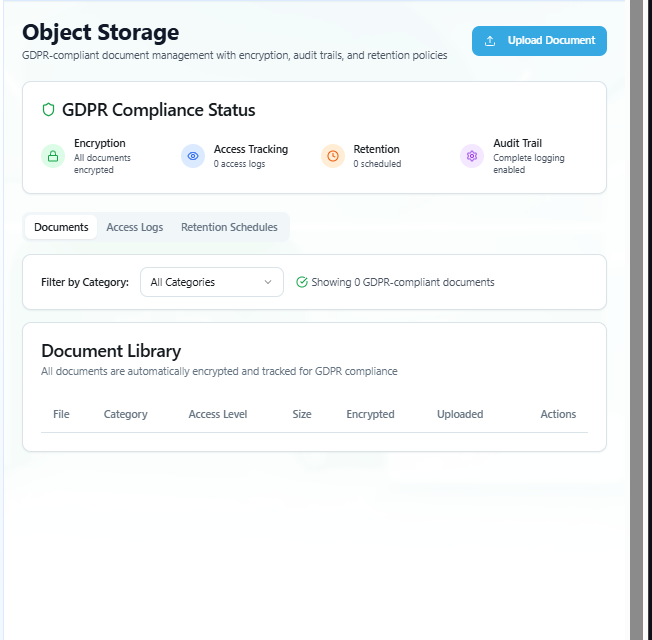 Object Storage
GDPR-compliant document management with encryption, audit trails, and retention policies
Upload Document
GDPR Compliance Status
Encryption
All documents
encrypted
Access Tracking
0 access logs
Retention
0 scheduled
Audit Trail
Complete logging
enabled
Documents Access Logs Retention Schedules
Filter by Category: All Categories Showing 0 GDPR-compliant documents
Document Library
All documents are automatically encrypted and tracked for GDPR compliance
File Category Access Level Size Encrypted Uploaded Actions